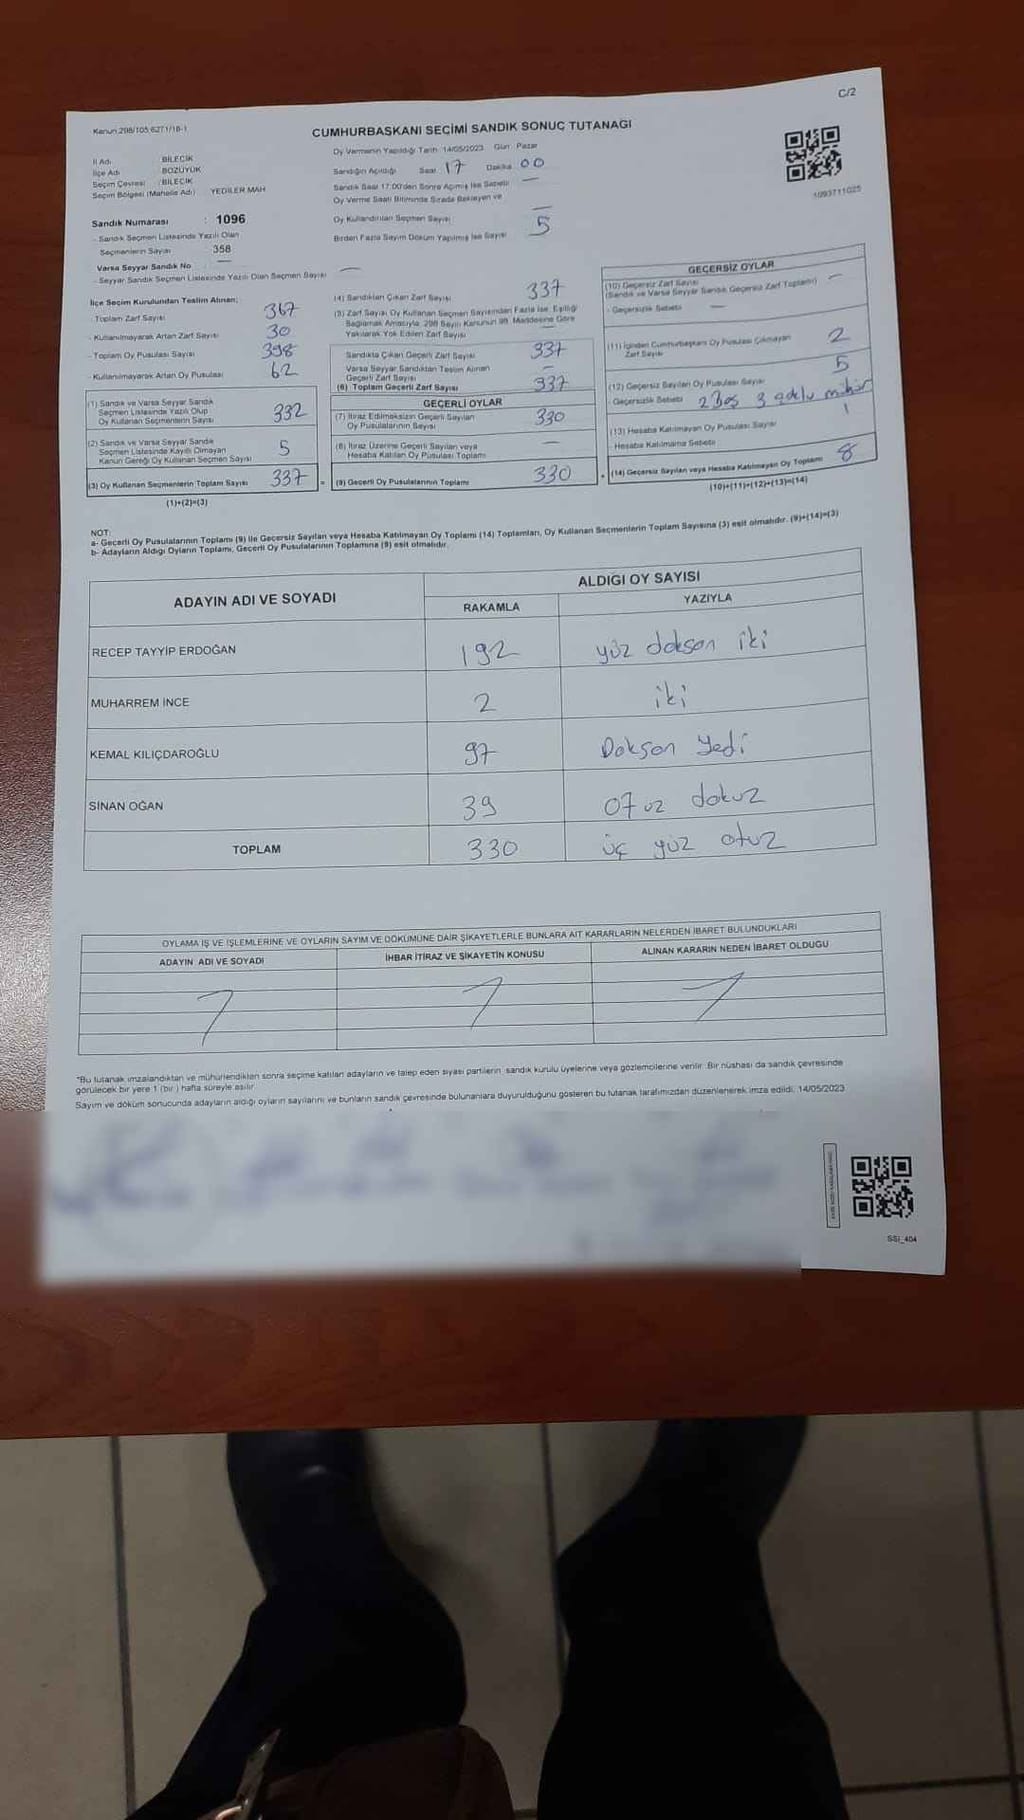 C/2
Kanun 298/105;6271/18-1
CUMHURBAŞKANI SEÇİMİ SANDIK SONUÇ TUTANAĞI
İl Adı : BİLECİK
İlçe Adı : BOZÜYÜK
Seçim Çevresi : BİLECİK
Seçim Bölgesi (Mahalle Adı) : YEDİLER MAH
Sandık Numarası : 1096
- Sandık Seçmen Listesinde Yazılı Olan
Seçmenlerin Sayısı 358
Varsa Seyyar Sandık No —
- Seyyar Sandık Seçmen Listesinde Yazılı Olan Seçmen Sayısı —
Oy Vermenin Yapıldığı Tarih: 14/05/2023 Gün: Pazar
Sandığın Açıldığı Saat 17 Dakika 00
Sandık Saat 17.00'den Sonra Açılmış İse Sebebi —
Oy Verme Saati Bitiminde Sırada Bekleyen ve
Oy Kullandırılan Seçmen Sayısı —
Birden Fazla Sayım Döküm Yapılmış İse Sayısı 5
1093711025
İlçe Seçim Kurulundan Teslim Alınan;
- Toplam Zarf Sayısı 367
- Kullanılmayarak Artan Zarf Sayısı 30
- Toplam Oy Pusulası Sayısı 398
- Kullanılmayarak Artan Oy Pusulası 62
(1) Sandık ve Varsa Seyyar Sandık
Seçmen Listesinde Yazılı Olup
Oy Kullanan Seçmenlerin Sayısı 332
(2) Sandık ve Varsa Seyyar Sandık
Seçmen Listesinde Kayıtlı Olmayan
Kanun Gereği Oy Kullanan Seçmen Sayısı 5
(3) Oy Kullanan Seçmenlerin Toplam Sayısı 337 =
(1)+(2)=(3)
(4) Sandıktan Çıkan Zarf Sayısı 337
(5) Zarf Sayısı Oy Kullanan Seçmen Sayısından Fazla İse, Eşitliği
Sağlamak Amacıyla, 298 Sayılı Kanunun 98. Maddesine Göre
Yakılarak Yok Edilen Zarf Sayısı —
Sandıkta Çıkan Geçerli Zarf Sayısı 337
Varsa Seyyar Sandıktan Teslim Alınan
Geçerli Zarf Sayısı —
(6) Toplam Geçerli Zarf Sayısı 337
GEÇERLİ OYLAR
(7) İtiraz Edilmeksizin Geçerli Sayılan
Oy Pusulasının Sayısı 330
(8) İtiraz Üzerine Geçerli Sayılan veya
Hesaba Katılan Oy Pusulası Toplamı —
(9) Geçerli Oy Pusulalarının Toplamı 330 +
GEÇERSİZ OYLAR
(10) Geçersiz Zarf Sayısı —
(Sandık ve Varsa Seyyar Sandık Geçersiz Zarf Toplamı)
- Geçersizlik Sebebi —
(11) İçinden Cumhurbaşkanı Oy Pusulası Çıkmayan
Zarf Sayısı 2
(12) Geçersiz Sayılan Oy Pusulası Sayısı 5
- Geçersizlik Sebebi 2 Boş 3 mühür
(13) Hesaba Katılmayan Oy Pusulası Sayısı 1
- Hesaba Katılmama Sebebi
(14) Geçersiz Sayılan veya Hesaba Katılmayan Oy Toplamı 8
(10)+(11)+(12)+(13)=(14)
NOT:
a- Geçerli Oy Pusulalarının Toplamı (9) ile Geçersiz Sayılan veya Hesaba Katılmayan Oy Toplamı (14) Toplamları, Oy Kullanan Seçmenlerin Toplam Sayısına (3) eşit olmalıdır. (9)+(14)=(3)
b- Adayların Aldığı Oyların Toplamı, Geçerli Oy Pusulalarının Toplamına (9) eşit olmalıdır.
ADAYIN ADI VE SOYADI
ALDIĞI OY SAYISI
RAKAMLA YAZIYLA
RECEP TAYYİP ERDOĞAN 192 yüz doksan iki
MUHARREM İNCE 2 iki
KEMAL KILIÇDAROĞLU 97 Doksan Yedi
SİNAN OĞAN 39 otuz dokuz
TOPLAM 330 üç yüz otuz
OYLAMA İŞ VE İŞLEMLERİNE VE OYLARIN SAYIM VE DÖKÜMÜNE DAİR ŞİKAYETLERLE BUNLARA AİT KARARLARIN NELERDEN İBARET BULUNDUKLARI
ADAYIN ADI VE SOYADI İHBAR İTİRAZ VE ŞİKAYETİN KONUSU ALINAN KARARIN NEDEN İBARET OLDUĞU
*Bu tutanak imzalandıktan ve mühürlendikten sonra seçime katılan adayların ve talep eden siyasi partilerin sandık kurulu üyelerine veya gözlemcilerine verilir. Bir nüshası da sandık çevresinde
görülecek bir yere 1 (bir ) hafta süreyle asılır.
Sayım ve döküm sonucunda adayların aldığı oyların sayılarını ve bunların sandık çevresinde bulunanlara duyurulduğunu gösteren bu tutanak tarafımızdan düzenlenerek imza edildi. 14/05/2023
SSI_404